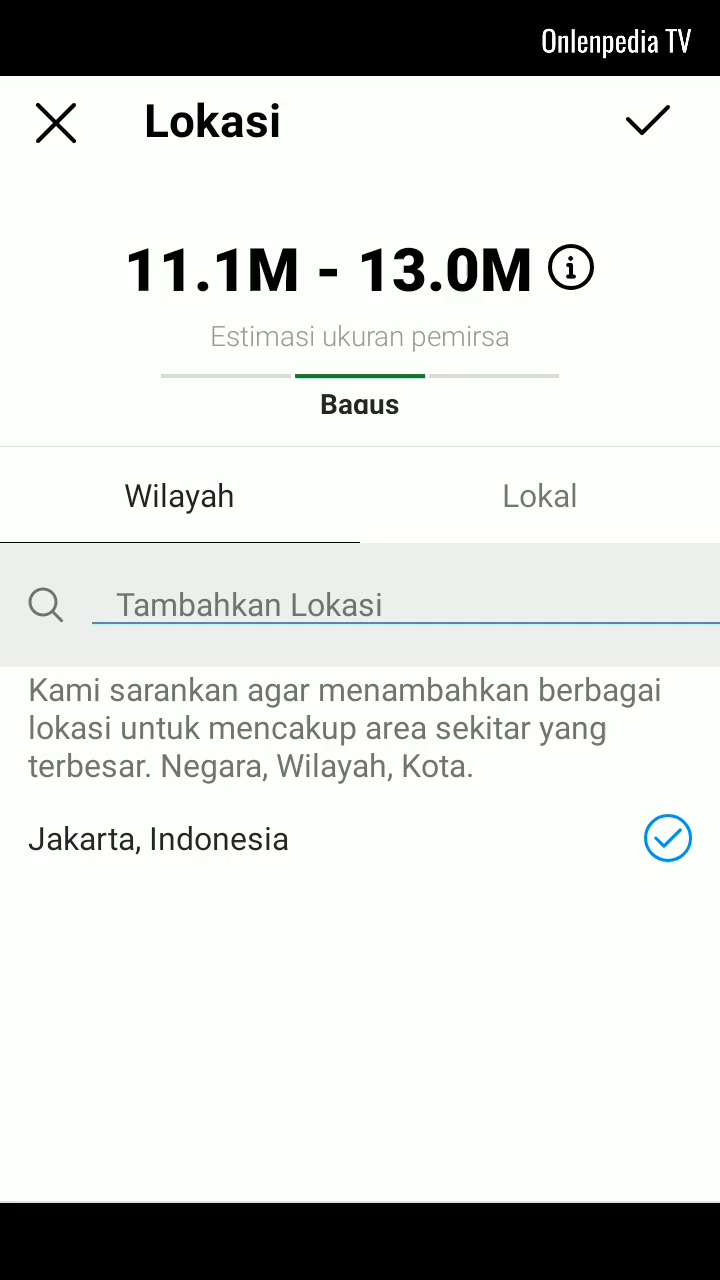 Onlenpedia TV
Lokasi
11.1M - 13.0M
Estimasi ukuran pemirsa
Bagus
Wilayah
Lokal
Tambahkan Lokasi
Kami sarankan agar menambahkan berbagai
lokasi untuk mencakup area sekitar yang
terbesar. Negara, Wilayah, Kota.
Jakarta, Indonesia